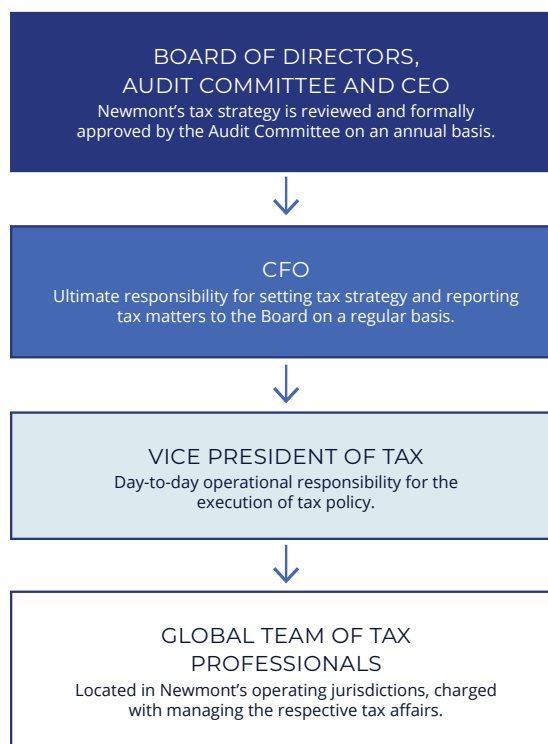 BOARD OF DIRECTORS,
AUDIT COMMITTEE AND CEO
Newmont’s tax strategy is reviewed and formally
approved by the Audit Committee on an annual basis.
CFO
Ultimate responsibility for setting tax strategy and reporting
tax matters to the Board on a regular basis.
VICE PRESIDENT OF TAX
Day-to-day operational responsibility for the
execution of tax policy.
GLOBAL TEAM OF TAX
PROFESSIONALS
Located in Newmont’s operating jurisdictions, charged
with managing the respective tax affairs.